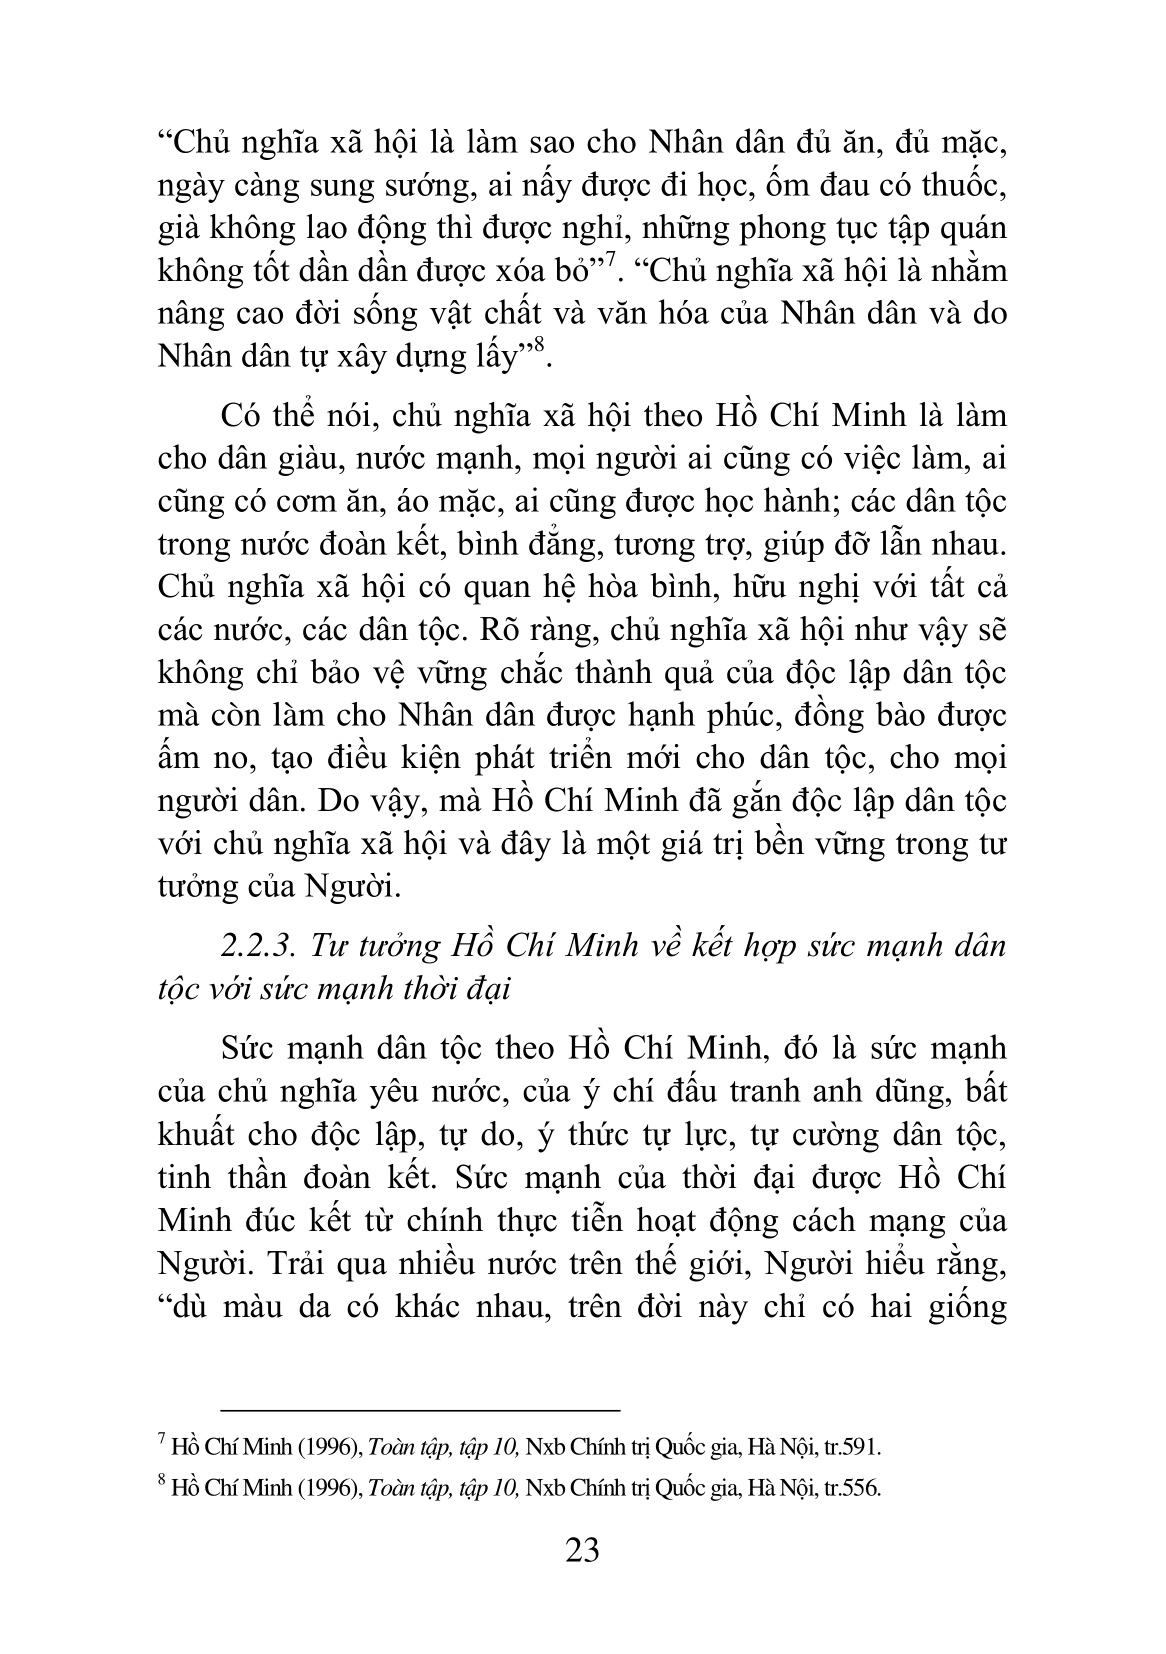 “Chủ nghĩa xã hội là làm sao cho Nhân dân đủ ăn, đủ mặc,
ngày càng sung sướng, ai nấy được đi học, ốm đau có thuốc,
già không lao động thì được nghỉ, những phong tục tập quán
không tốt dần dần được xóa bỏ”⁷. “Chủ nghĩa xã hội là nhằm
nâng cao đời sống vật chất và văn hóa của Nhân dân và do
Nhân dân tự xây dựng lấy”⁸.
Có thể nói, chủ nghĩa xã hội theo Hồ Chí Minh là làm
cho dân giàu, nước mạnh, mọi người ai cũng có việc làm, ai
cũng có cơm ăn, áo mặc, ai cũng được học hành; các dân tộc
trong nước đoàn kết, bình đẳng, tương trợ, giúp đỡ lẫn nhau.
Chủ nghĩa xã hội có quan hệ hòa bình, hữu nghị với tất cả
các nước, các dân tộc. Rõ ràng, chủ nghĩa xã hội như vậy sẽ
không chỉ bảo vệ vững chắc thành quả của độc lập dân tộc
mà còn làm cho Nhân dân được hạnh phúc, đồng bào được
ấm no, tạo điều kiện phát triển mới cho dân tộc, cho mọi
người dân. Do vậy, mà Hồ Chí Minh đã gắn độc lập dân tộc
với chủ nghĩa xã hội và đây là một giá trị bền vững trong tư
tưởng của Người.
2.2.3. Tư tưởng Hồ Chí Minh về kết hợp sức mạnh dân
tộc với sức mạnh thời đại
Sức mạnh dân tộc theo Hồ Chí Minh, đó là sức mạnh
của chủ nghĩa yêu nước, của ý chí đấu tranh anh dũng, bất
khuất cho độc lập, tự do, ý thức tự lực, tự cường dân tộc,
tinh thần đoàn kết. Sức mạnh của thời đại được Hồ Chí
Minh đúc kết từ chính thực tiễn hoạt động cách mạng của
Người. Trải qua nhiều nước trên thế giới, Người hiểu rằng,
“dù màu da có khác nhau, trên đời này chỉ có hai giống
⁷ Hồ Chí Minh (1996), Toàn tập, tập 10, Nxb Chính trị Quốc gia, Hà Nội, tr.591.
⁸ Hồ Chí Minh (1996), Toàn tập, tập 10, Nxb Chính trị Quốc gia, Hà Nội, tr.556.
23